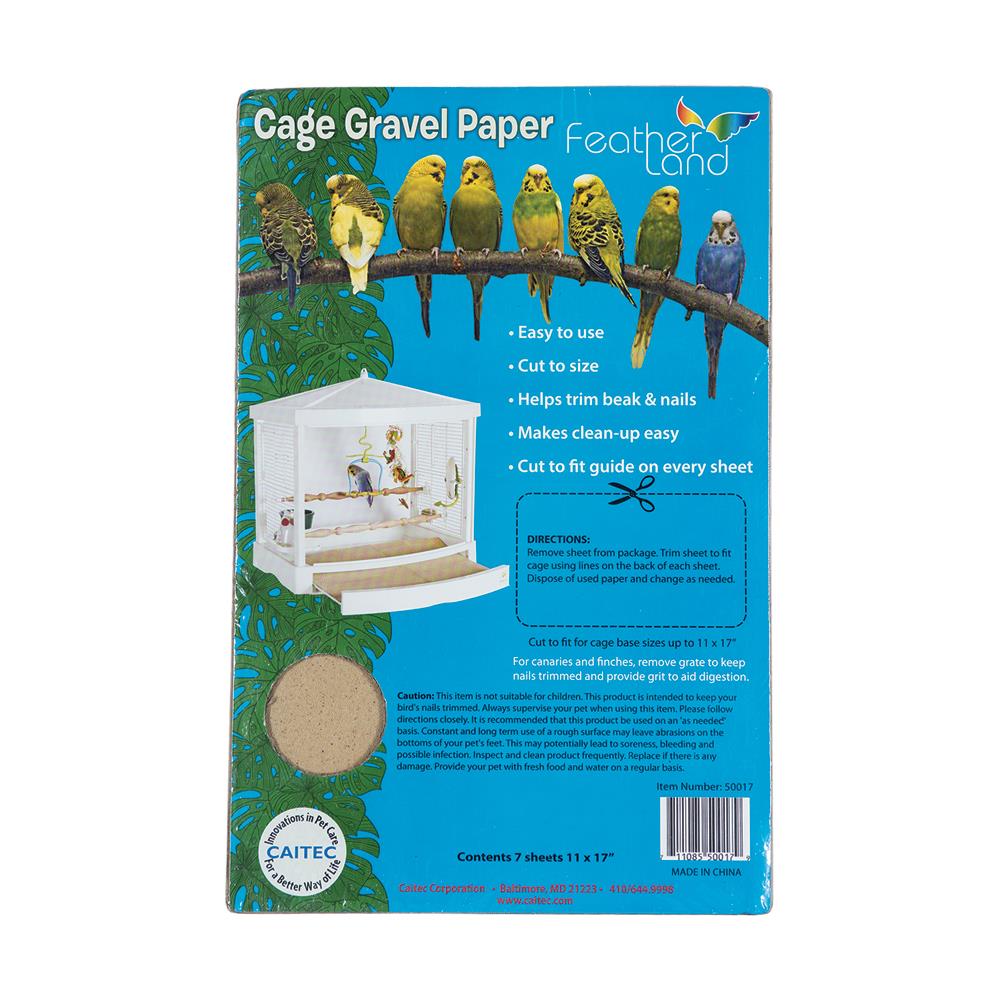 Cage Gravel Paper
Feather
Land
• Easy to use
• Cut to size
• Helps trim beak & nails
• Makes clean-up easy
• Cut to fit guide on every sheet
DIRECTIONS:
Remove sheet from package. Trim sheet to fit
cage using lines on the back of each sheet.
Dispose of used paper and change as needed.
Cut to fit for cage base sizes up to 11 x 17"
For canaries and finches, remove grate to keep
nails trimmed and provide grit to aid digestion.
Caution: This item is not suitable for children. This product is intended to keep your
bird's nails trimmed. Always supervise your pet when using this item. Please follow
directions closely. It is recommended that this product be used on an 'as needed'
basis. Constant and long term use of a rough surface may leave abrasions on the
bottoms of your pet's feet. This may potentially lead to soreness, bleeding and
possible infection. Inspect and clean product frequently. Replace if there is any
damage. Provide your pet with fresh food and water on a regular basis.
Item Number: 50017
7 11085 50017 9
MADE IN CHINA
Innovations in Pet Care
CAITEC
For a Better Way of Life
Contents 7 sheets 11 x 17"
Caitec Corporation • Baltimore, MD 21223 • 410/644.9998
www.caitec.com